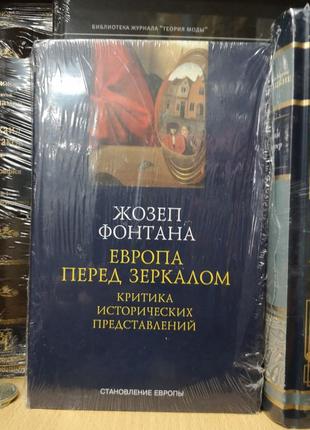 БИБЛИОТЕКА ЖУРНАЛА "ТЕОРИЯ МОДЫ"
ЖОЗЕП
ФОНТАНА
ЕВРОПА
ПЕРЕД ЗЕРКАЛОМ
КРИТИКА
ИСТОРИЧЕСКИХ
ПРЕДСТАВЛЕНИЙ
СТАНОВЛЕНИЕ ЕВРОПЫ